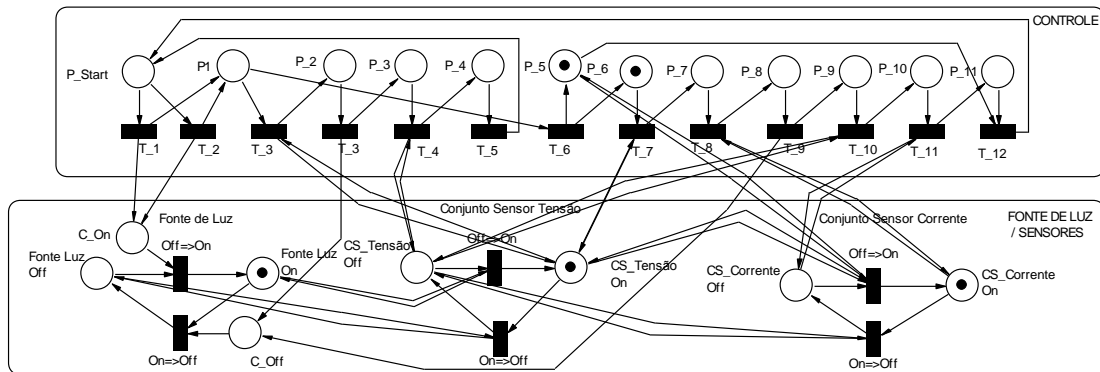 CONTROLE
P_Start
P1
P_2
P_3
P_4
P_5
P_6
P_7
P_8
P_9
P_10
P_11
T_1
T_2
T_3
T_3
T_4
T_5
T_6
T_7
T_8
T_9
T_10
T_11
T_12
Fonte de Luz
Conjunto Sensor Tensão
Conjunto Sensor Corrente
FONTE DE LUZ
/ SENSORES
C_On
Off=>On
Fonte Luz
Off
Fonte Luz
On
CS_Tensão
Off
Off=>On
CS_Tensão
On
Off=>On
CS_Corrente
Off
CS_Corrente
On
On=>Off
C_Off
On=>Off
On=>Off